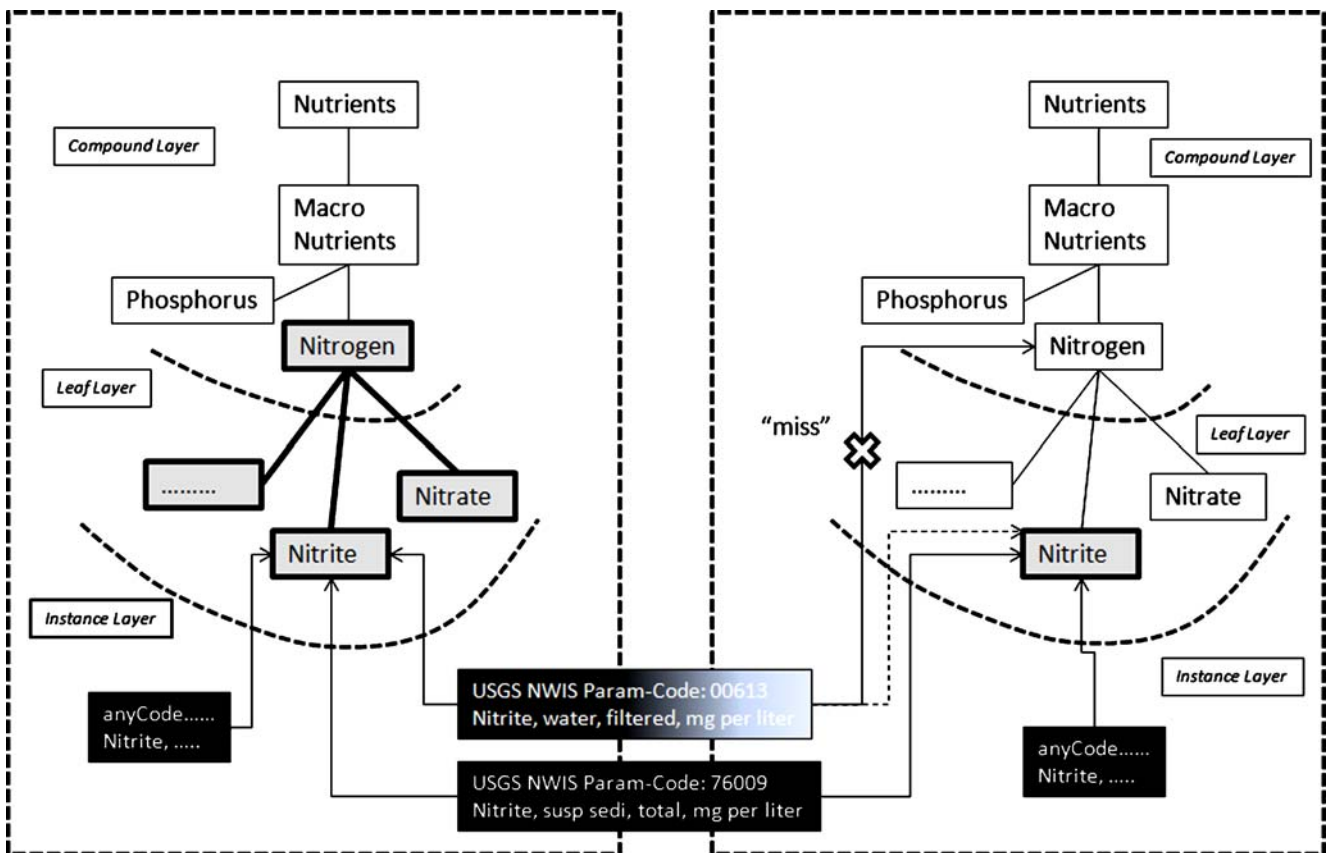 Nutrients
Compound Layer
Macro
Nutrients
Phosphorus
Nitrogen
Leaf Layer
.........
Nitrate
Nitrite
Instance Layer
anyCode......
Nitrite, .....
USGS NWIS Param-Code: 00613
Nitrite, water, filtered, mg per liter
USGS NWIS Param-Code: 76009
Nitrite, susp sedi, total, mg per liter
Nutrients
Compound Layer
Macro
Nutrients
Phosphorus
Nitrogen
"miss"
Leaf Layer
.........
Nitrate
Nitrite
Instance Layer
anyCode......
Nitrite, .....